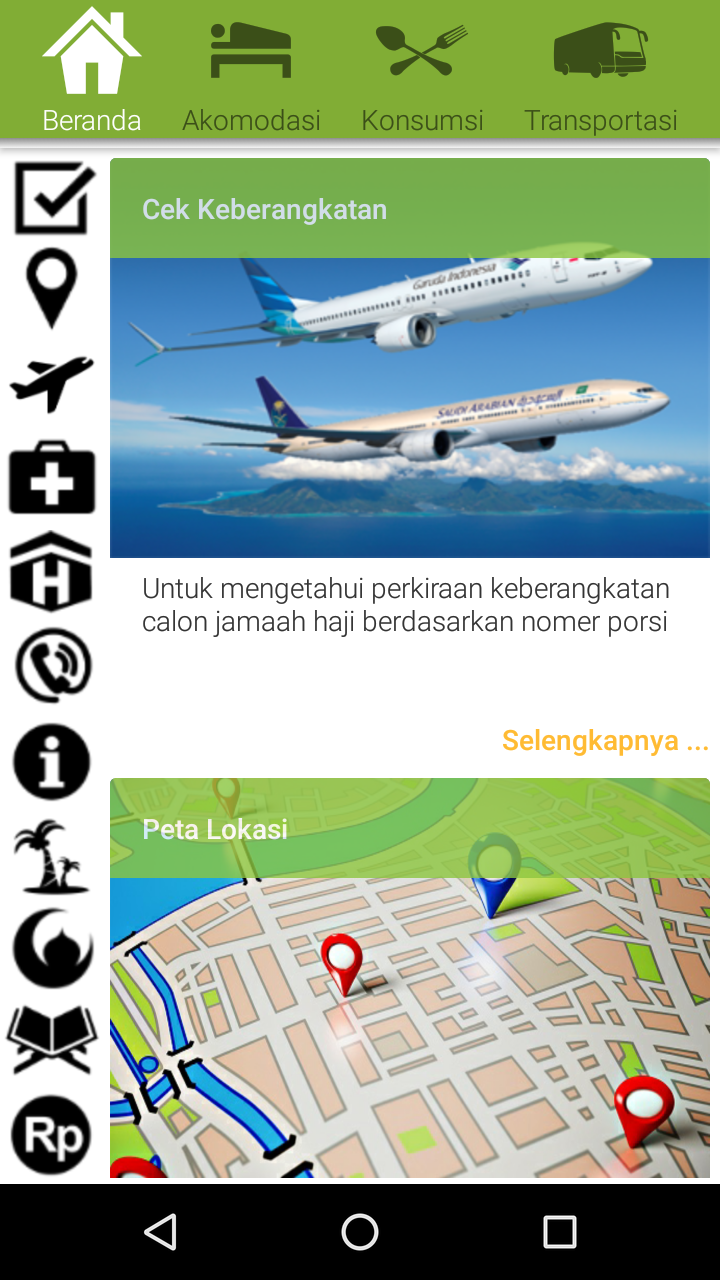 Beranda
Akomodasi
Konsumsi
Transportasi
Cek Keberangkatan
Garuda Indonesia
SAUDI ARABIAN السعودية
Untuk mengetahui perkiraan keberangkatan
calon jamaah haji berdasarkan nomer porsi
Selengkapnya ...
Peta Lokasi
H
i
Rp